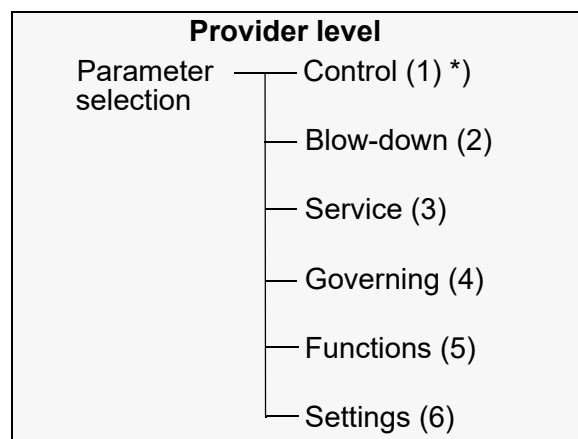 Provider level
Parameter Control (1) *)
selection
Blow-down (2)
Service (3)
Governing (4)
Functions (5)
Settings (6)